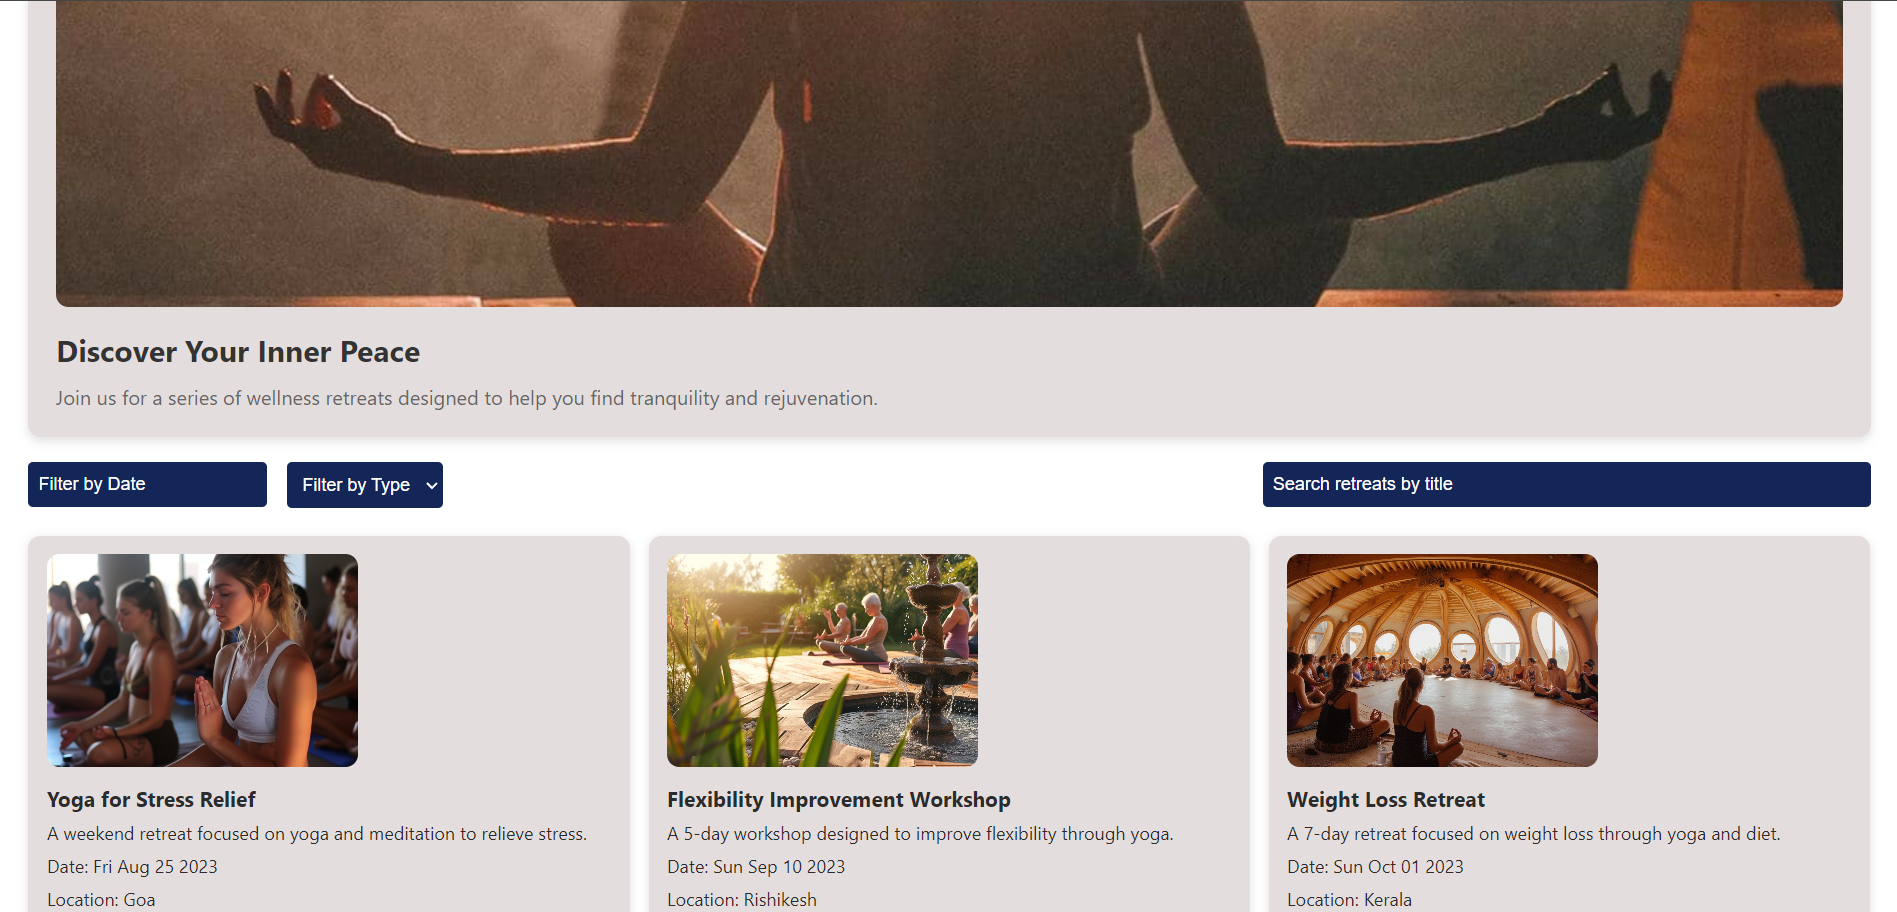 Discover Your Inner Peace
Join us for a series of wellness retreats designed to help you find tranquility and rejuvenation.
Filter by Date
Filter by Type
Search retreats by title
Yoga for Stress Relief
A weekend retreat focused on yoga and meditation to relieve stress.
Date: Fri Aug 25 2023
Location: Goa
Flexibility Improvement Workshop
A 5-day workshop designed to improve flexibility through yoga.
Date: Sun Sep 10 2023
Location: Rishikesh
Weight Loss Retreat
A 7-day retreat focused on weight loss through yoga and diet.
Date: Sun Oct 01 2023
Location: Kerala